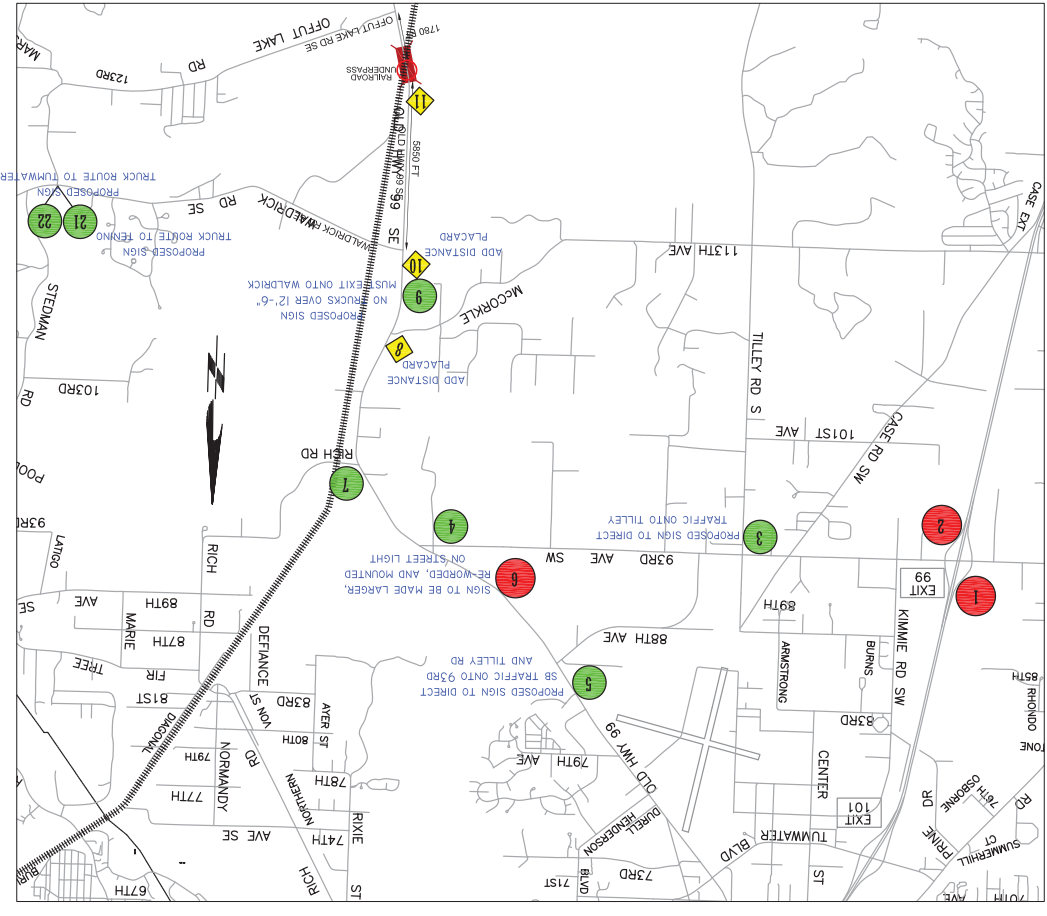 AVE
67TH
71ST
73RD
BLVD
ST
SUMMERHILL
CT
RD
PRINE
DR
OSBORNE
76TH
TUMWATER
BLVD
EXIT
101
CENTER
HENDERSON
DURELL
OLD HWY 99
79TH
AVE
74TH
AVE SE
RIXIE
ST
RICH
NORTHERN
RD
78TH
77TH
NORMANDY
79TH
80TH
AYER ST
83RD
VON ST
81ST
DIAGONAL
FIR
TREE
RHONDO
85TH
83RD
KIMMIE RD SW
BURNS
ARMSTRONG
5
PROPOSED SIGN TO DIRECT
SB TRAFFIC ONTO 93RD
AND TILLEY RD
88TH AVE
89TH
DEFIANCE
87TH
MARIE
89TH
AVE
SE
RICH
RD
1
EXIT
99
6
SIGN TO BE MADE LARGER,
RE-WORDED, AND MOUNTED
ON STREET LIGHT
93RD
AVE
SW
2
3
PROPOSED SIGN TO DIRECT
TRAFFIC ONTO TILLEY
4
LATIGO
93RD
7
RICH RD
CASE RD SW
101ST
AVE
TILLEY RD S
103RD
RD
STEDMAN
ADD DISTANCE
PLACARD
8
McCORKLE
9
PROPOSED SIGN
NO TRUCKS OVER 12'-6"
MUST EXIT ONTO WALDRICK
10
ADD DISTANCE
PLACARD
113TH AVE
CASE EXT
WALDRICK
RD
SE
OLD HWY 99 SE
PROPOSED SIGN
TRUCK ROUTE TO TENINO
21
22
PROPOSED SIGN
TRUCK ROUTE TO TUMWATER
5850 FT
11
RAILROAD
UNDERPASS
1780
123RD
RD
OFFUT LAKE
OFFUT LAKE RD SE